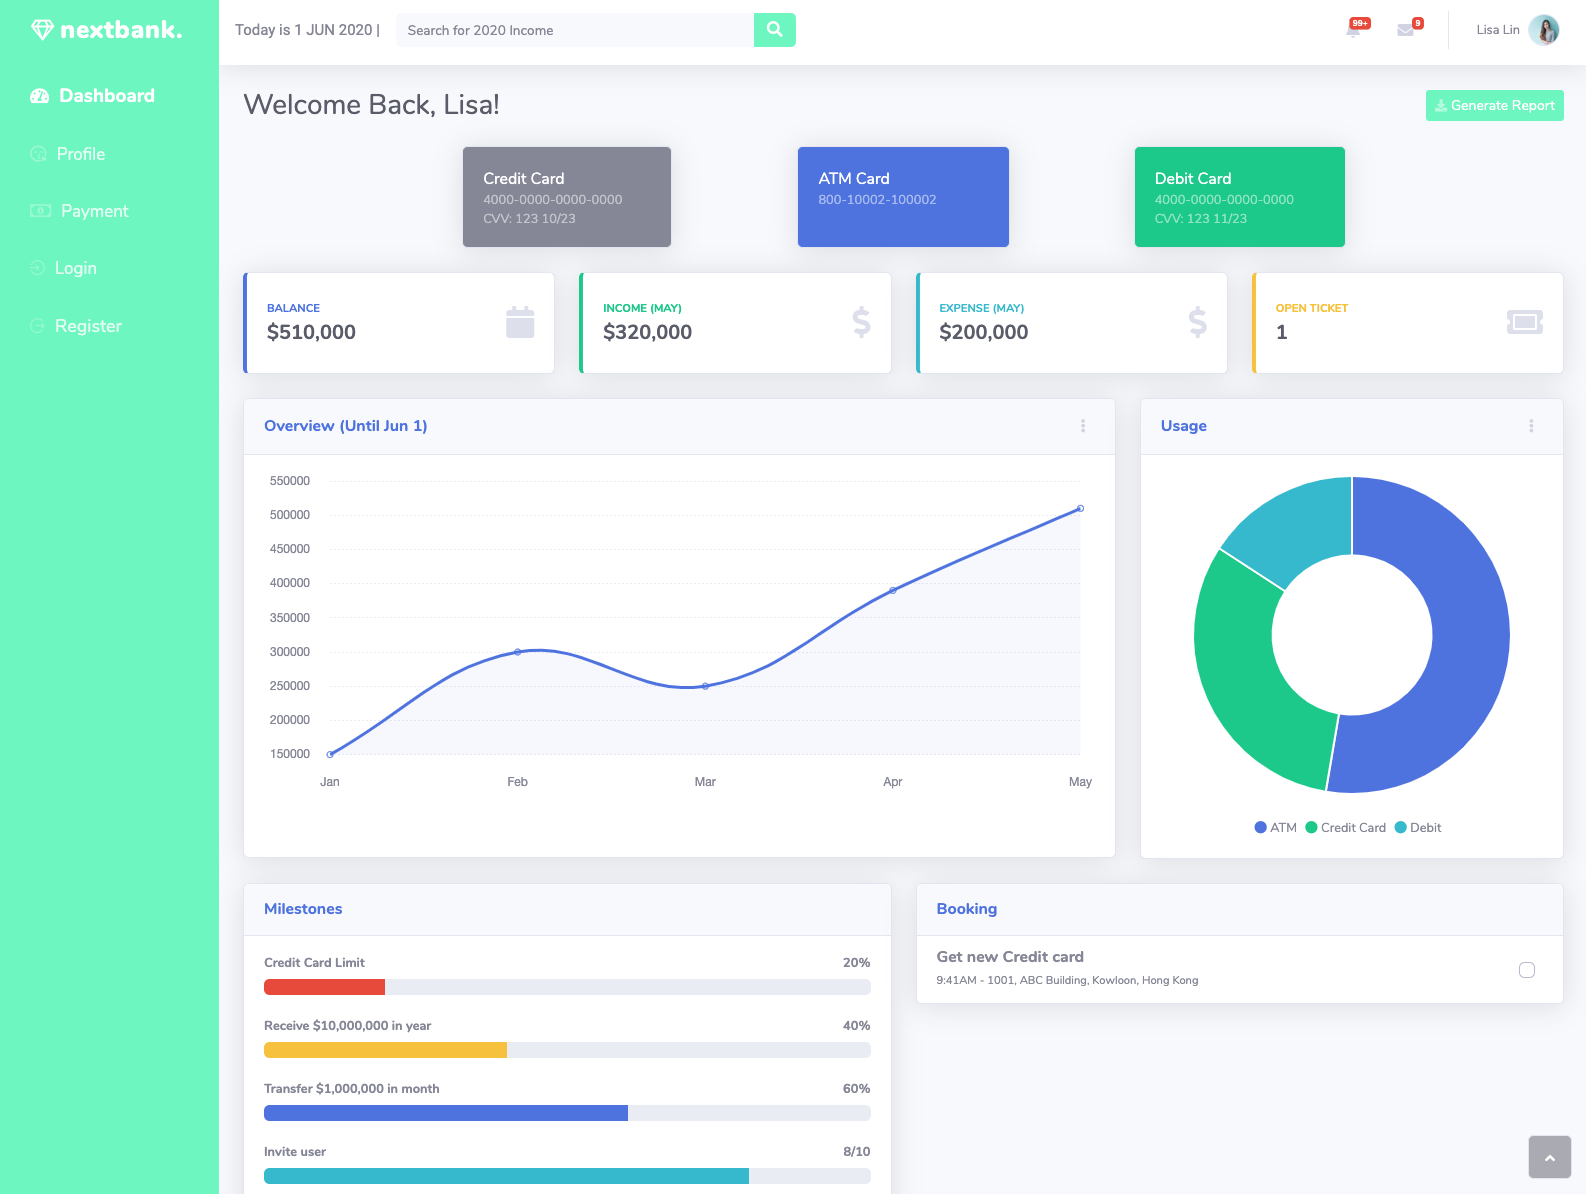 nextbank.
Dashboard
Profile
Payment
Login
Register
Today is 1 JUN 2020 |
Search for 2020 Income
99+
9
Lisa Lin
Welcome Back, Lisa!
Generate Report
Credit Card
4000-0000-0000-0000
CVV: 123 10/23
ATM Card
800-10002-100002
Debit Card
4000-0000-0000-0000
CVV: 123 11/23
BALANCE
$510,000
INCOME (MAY)
$320,000
EXPENSE (MAY)
$200,000
OPEN TICKET
1
Overview (Until Jun 1)
550000
500000
450000
400000
350000
300000
250000
200000
150000
Jan Feb Mar Apr May
Usage
ATM Credit Card Debit
Milestones
Credit Card Limit 20%
Receive $10,000,000 in year 40%
Transfer $1,000,000 in month 60%
Invite user 8/10
Booking
Get new Credit card
9:41AM - 1001, ABC Building, Kowloon, Hong Kong